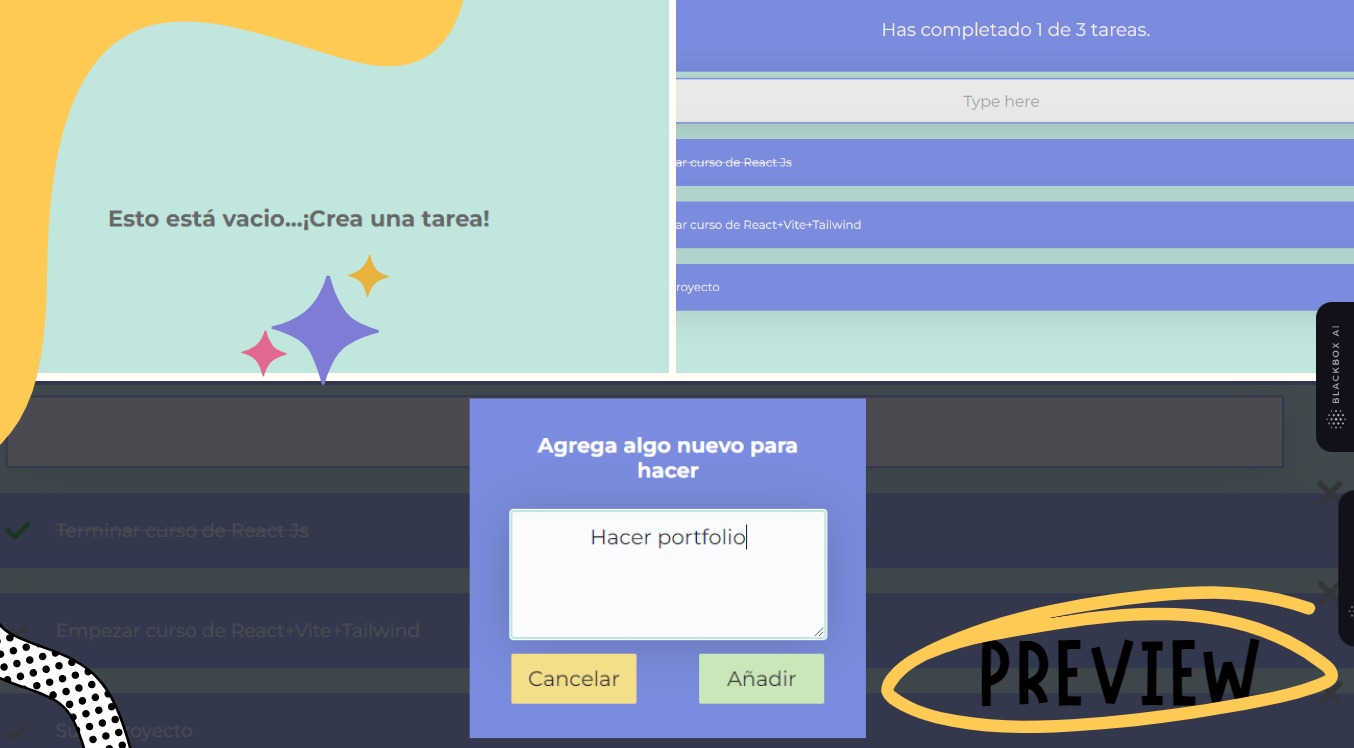 Esto está vacio...¡Crea una tarea!
Has completado 1 de 3 tareas.
Type here
ar curso de React Js
ar curso de React+Vite+Tailwind
royecto
BLACKBOX AI
Agrega algo nuevo para
hacer
Hacer portfolio
Cancelar
Añadir
Terminar curso de React Js
Empezar curso de React+Vite+Tailwind
royecto
PREVIEW